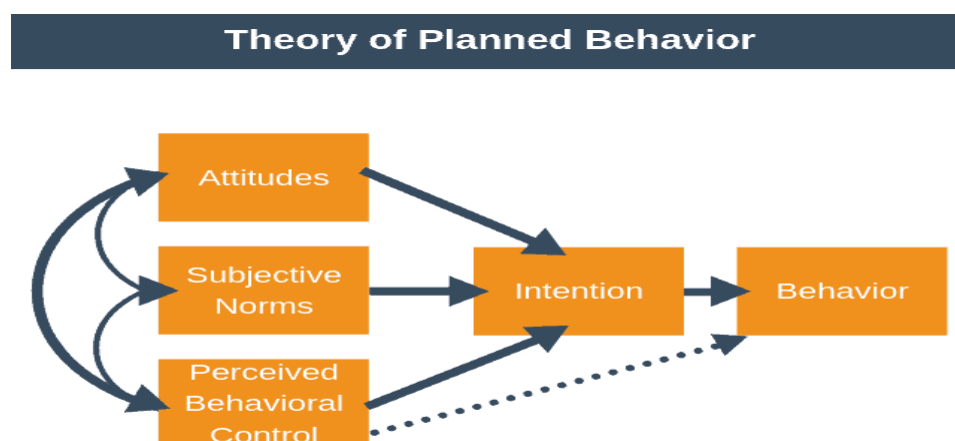 Theory of Planned Behavior
Attitudes
Subjective
Norms
Intention
Behavior
Perceived
Behavioral
Control